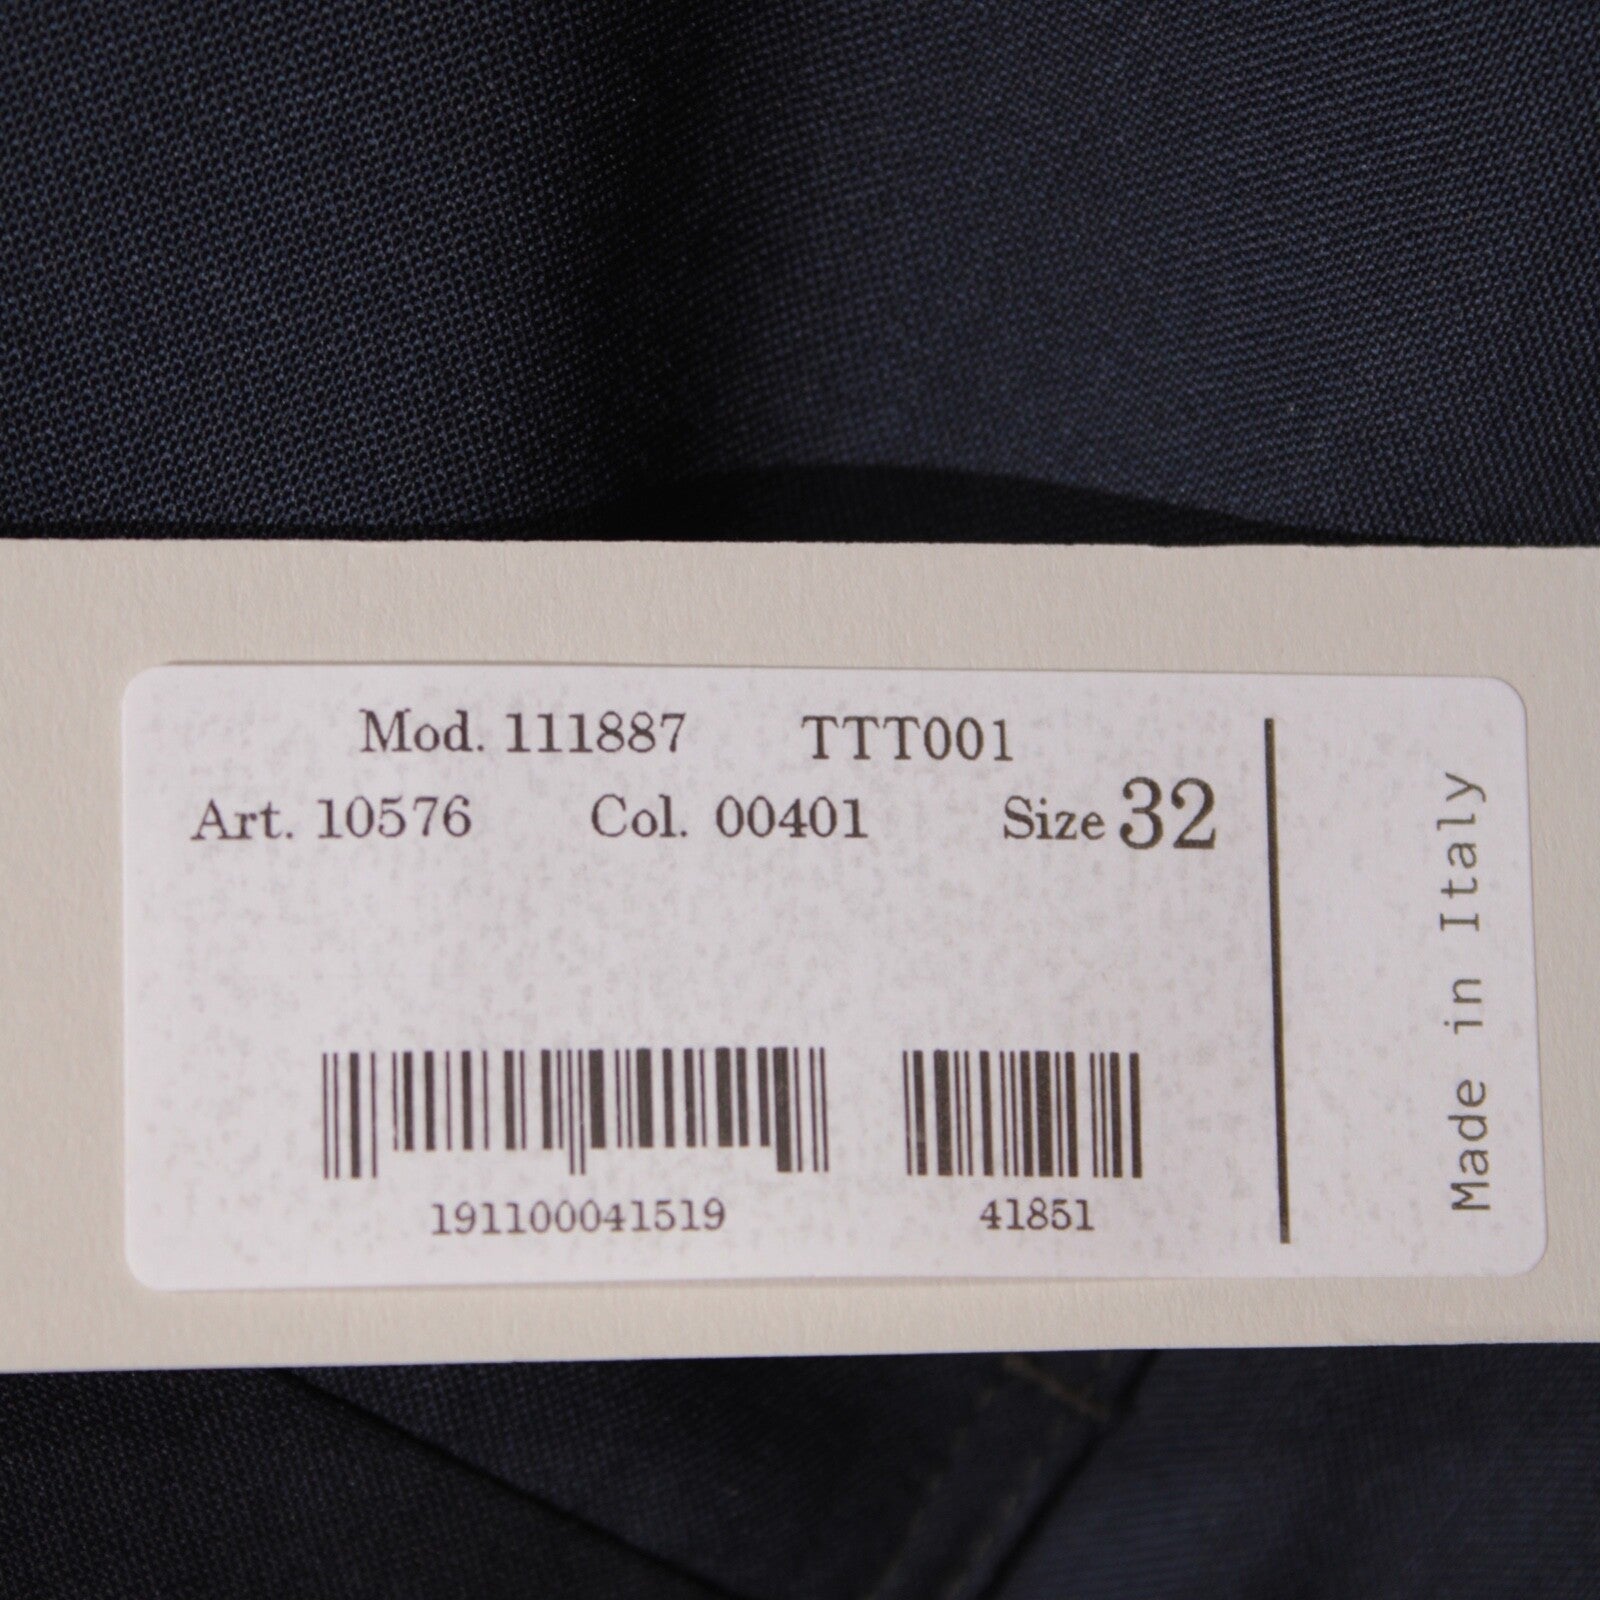 Mod. 111887 TTT001
Art. 10576 Col. 00401 Size 32
191100041519 41851
Made in Italy